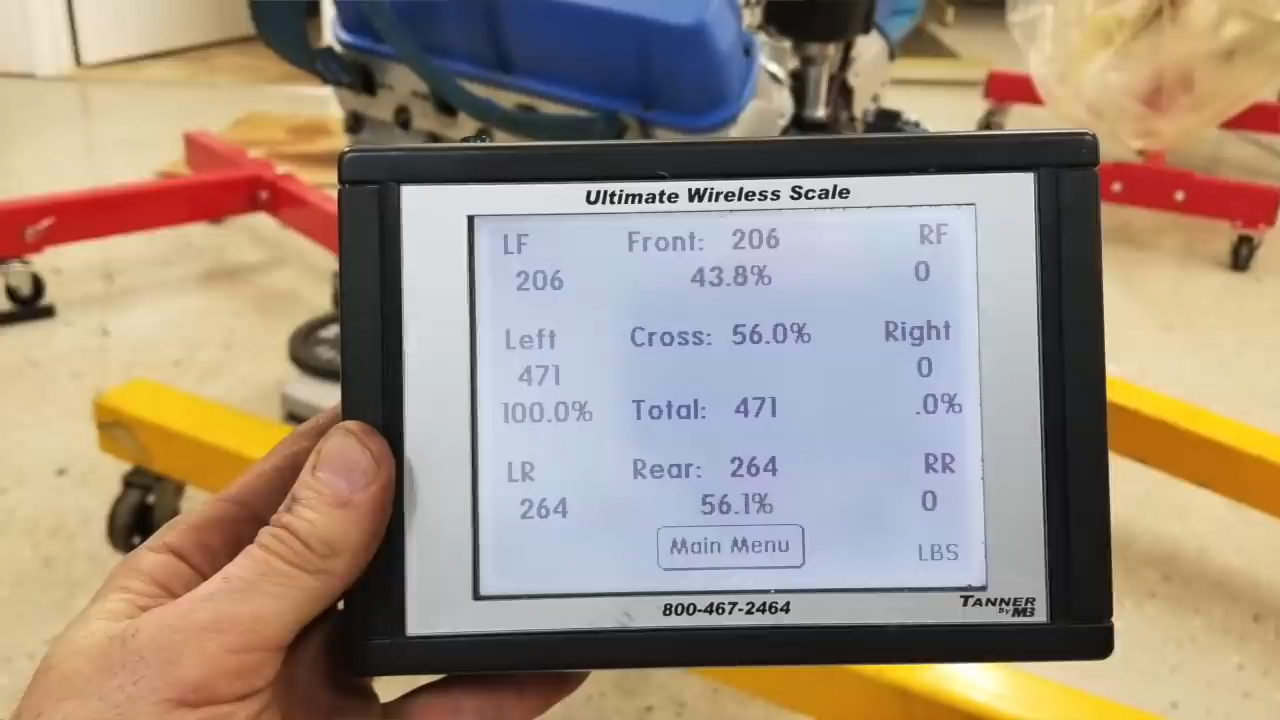 Ultimate Wireless Scale
LF Front: 206 RF
206 43.8% 0
Left Cross: 56.0% Right
471 0
100.0% Total: 471 .0%
LR Rear: 264 RR
264 56.1% 0
Main Menu LBS
800-467-2464 TANNER
BY M3